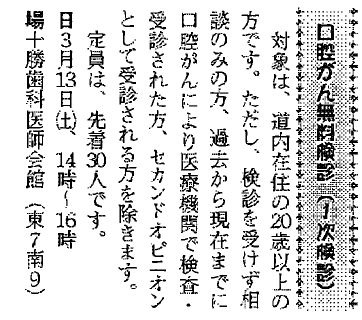 口腔がん無料検診（1次検診）
対象は、道内在住の20歳以上の
方です。ただし、検診を受けず相
談のみの方、過去から現在までに
口腔がんにより医療機関で検査・
受診された方、セカンドオピニオン
として受診される方を除きます。
定員は、先着30人です。
日3月13日㈯、14時～16時
場十勝歯科医師会館（東7南9）